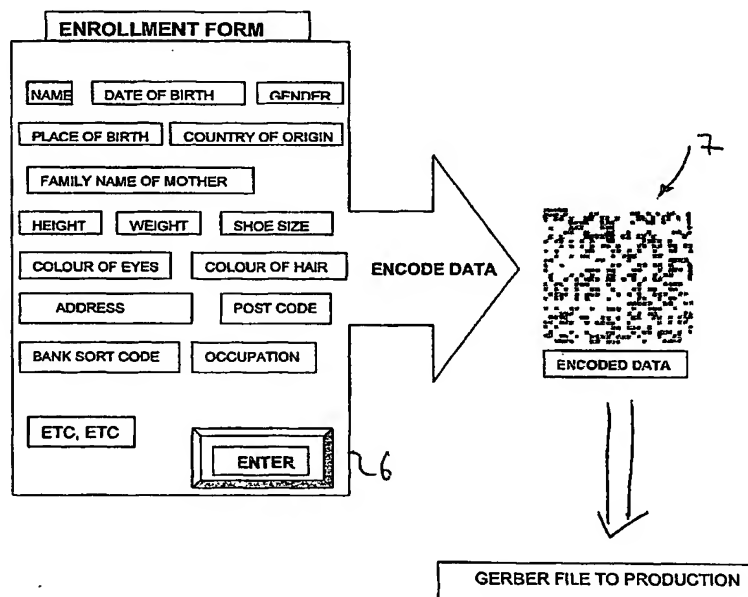 ENROLLMENT FORM
NAME DATE OF BIRTH GENDER
PLACE OF BIRTH COUNTRY OF ORIGIN
FAMILY NAME OF MOTHER
HEIGHT WEIGHT SHOE SIZE
COLOUR OF EYES COLOUR OF HAIR
ADDRESS POST CODE
BANK SORT CODE OCCUPATION
ETC, ETC
ENTER
6
ENCODE DATA
7
ENCODED DATA
GERBER FILE TO PRODUCTION